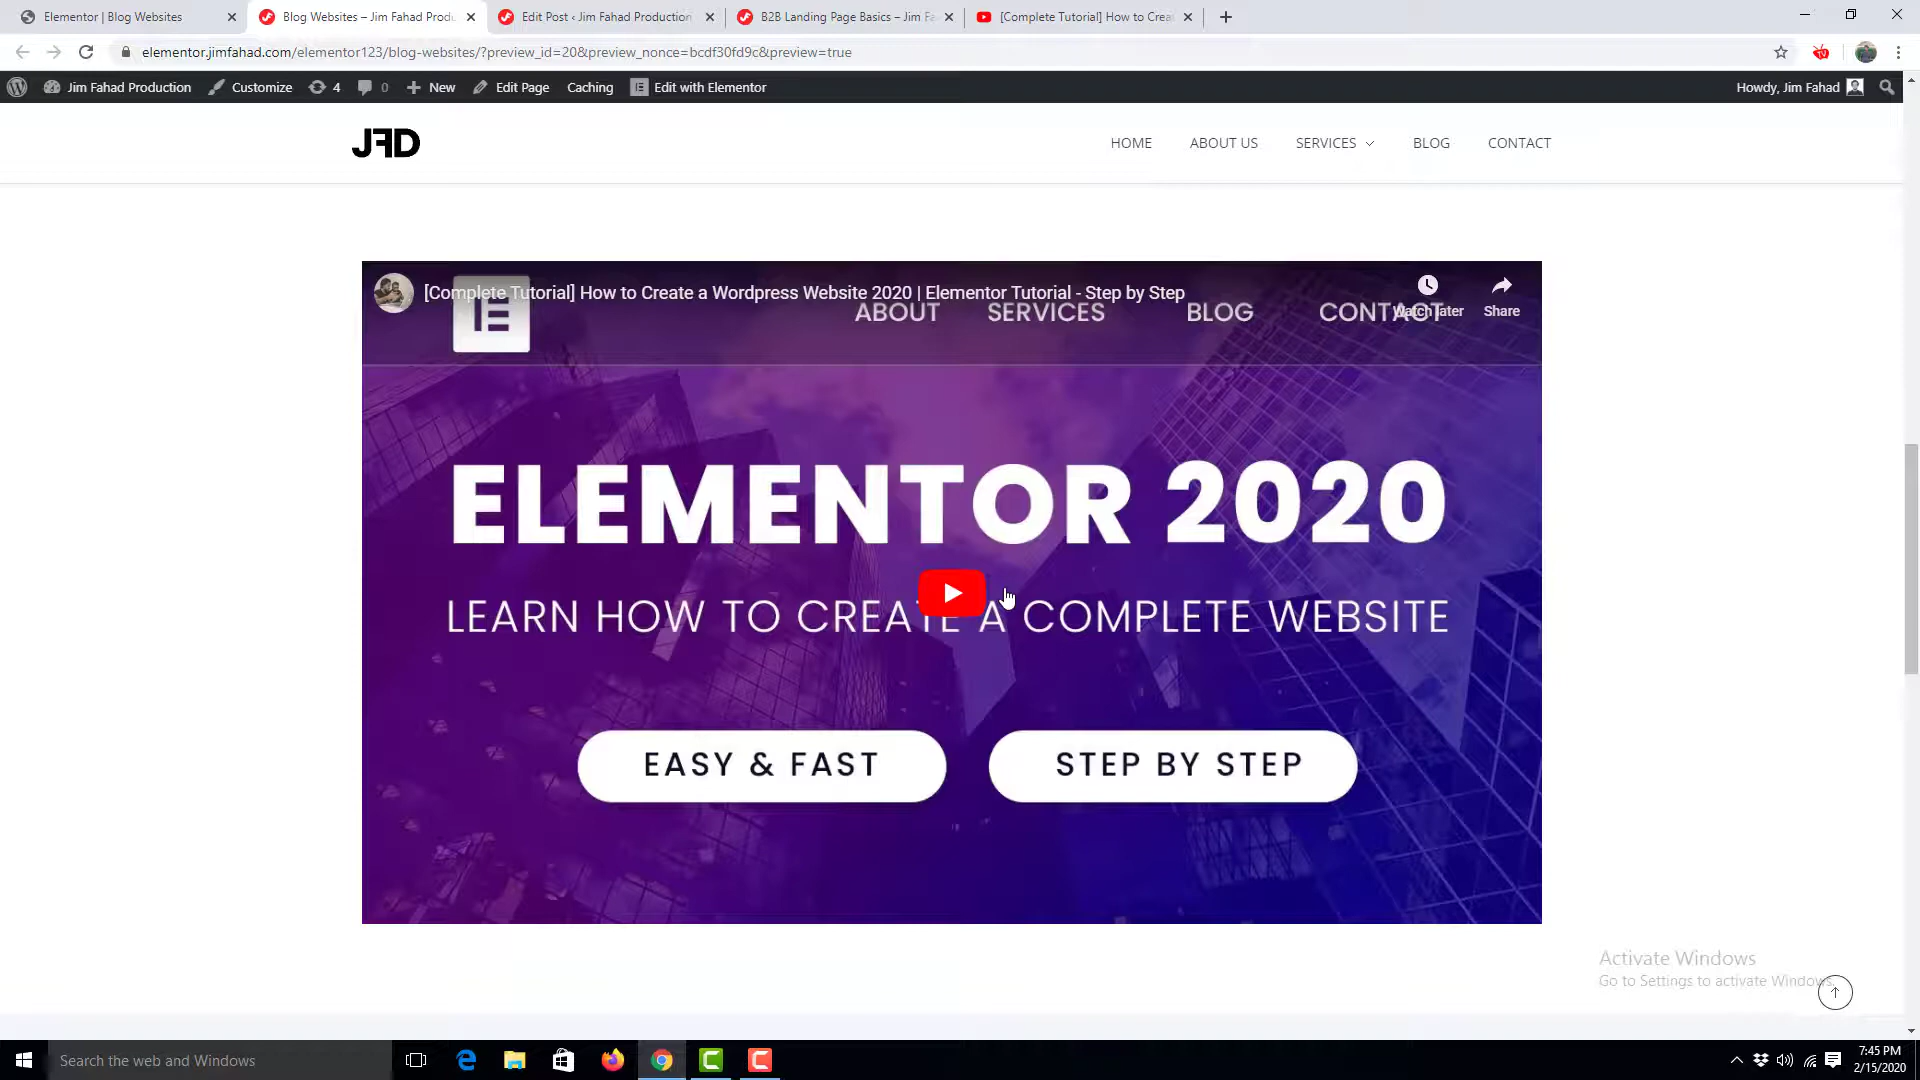 Elementor | Blog Websites
Blog Websites – Jim Fahad Produ
Edit Post ‹ Jim Fahad Production
B2B Landing Page Basics – Jim Fa
[Complete Tutorial] How to Crea
elementor.jimfahad.com/elementor123/blog-websites/?preview_id=20&preview_nonce=bcdf30fd9c&preview=true
Jim Fahad Production
Customize
4
0
New
Edit Page
Caching
Edit with Elementor
Howdy, Jim Fahad
JFD
HOME
ABOUT US
SERVICES
BLOG
CONTACT
[Complete Tutorial] How to Create a Wordpress Website 2020 | Elementor Tutorial - Step by Step
Watch later
Share
ABOUT
SERVICES
BLOG
CONTACT
ELEMENTOR 2020
LEARN HOW TO CREATE A COMPLETE WEBSITE
EASY & FAST
STEP BY STEP
Activate Windows
Go to Settings to activate Windows.
Search the web and Windows
7:45 PM
2/15/2020